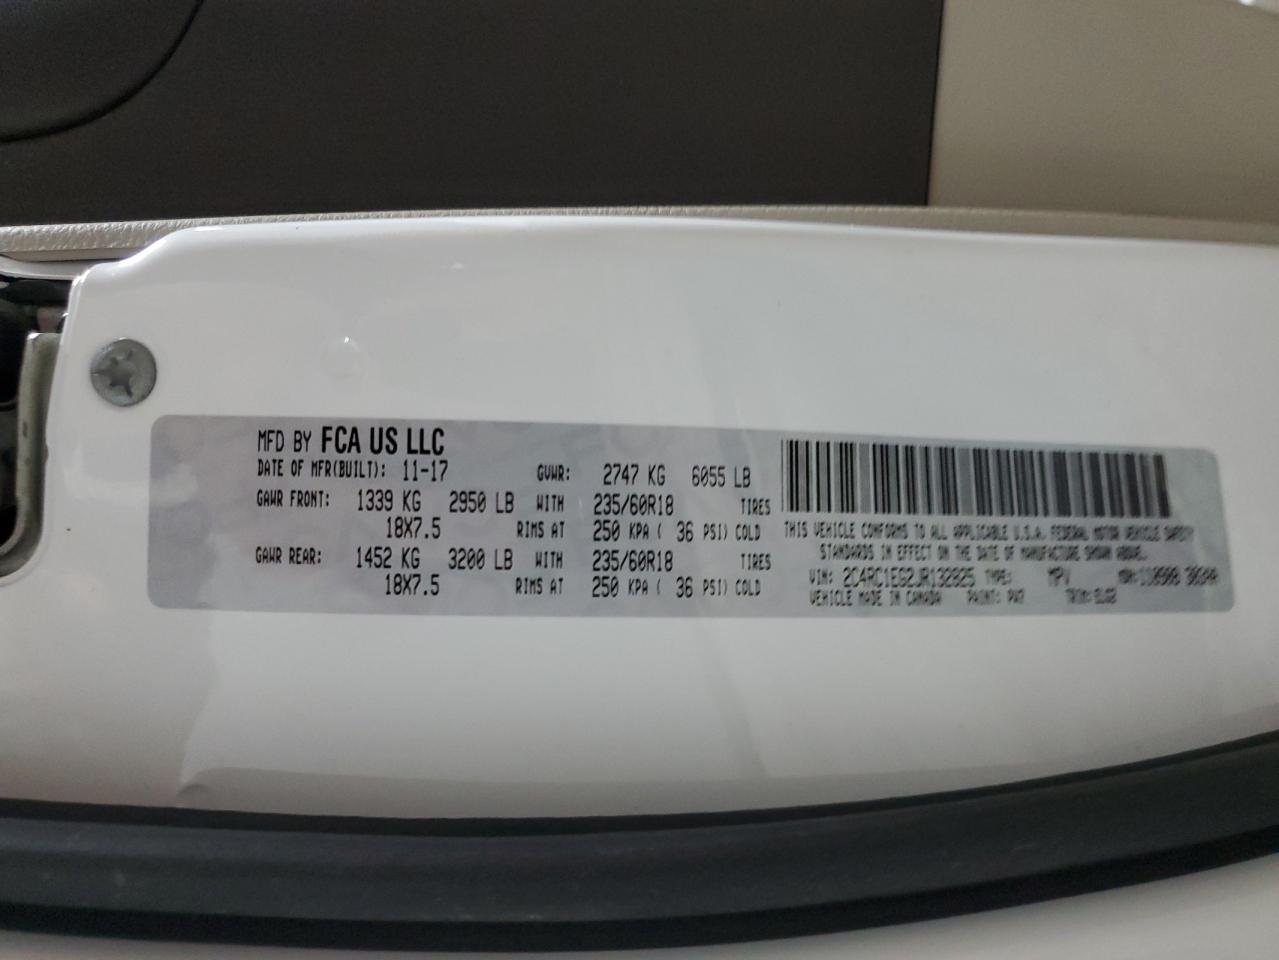 MFD BY FCA US LLC
DATE OF MFR(BUILT): 11-17 GVWR: 2747 KG 6055 LB
GAWR FRONT: 1339 KG 2950 LB WITH 235/60R18 TIRES
18X7.5 RIMS AT 250 KPA ( 36 PSI) COLD
GAWR REAR: 1452 KG 3200 LB WITH 235/60R18 TIRES
18X7.5 RIMS AT 250 KPA ( 36 PSI) COLD
THIS VEHICLE CONFORMS TO ALL APPLICABLE U.S.A. FEDERAL MOTOR VEHICLE SAFETY
STANDARDS IN EFFECT ON THE DATE OF MANUFACTURE SHOWN ABOVE.
VIN: 2C4RC1EG2JR132825 TYPE: MPV MDH:
VEHICLE MADE IN CANADA PAINT: PW7 TRIM: